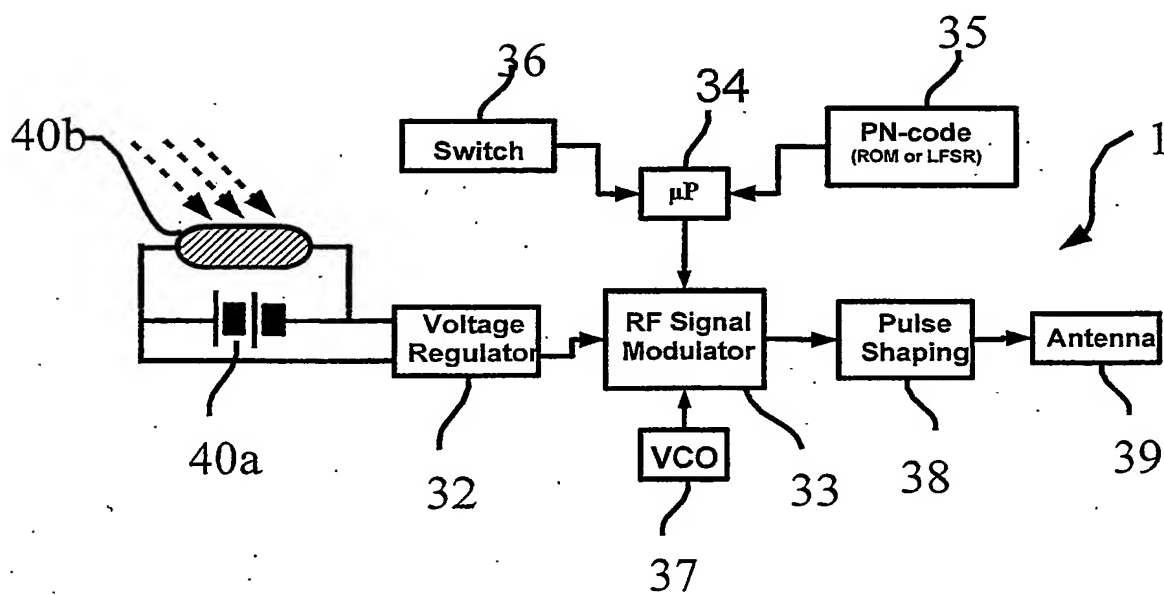 36
35
34
40b
1
Switch
PN-code
(ROM or LFSR)
µP
Voltage
Regulator
RF Signal
Modulator
Pulse
Shaping
Antenna
VCO
40a
32
33
38
39
37